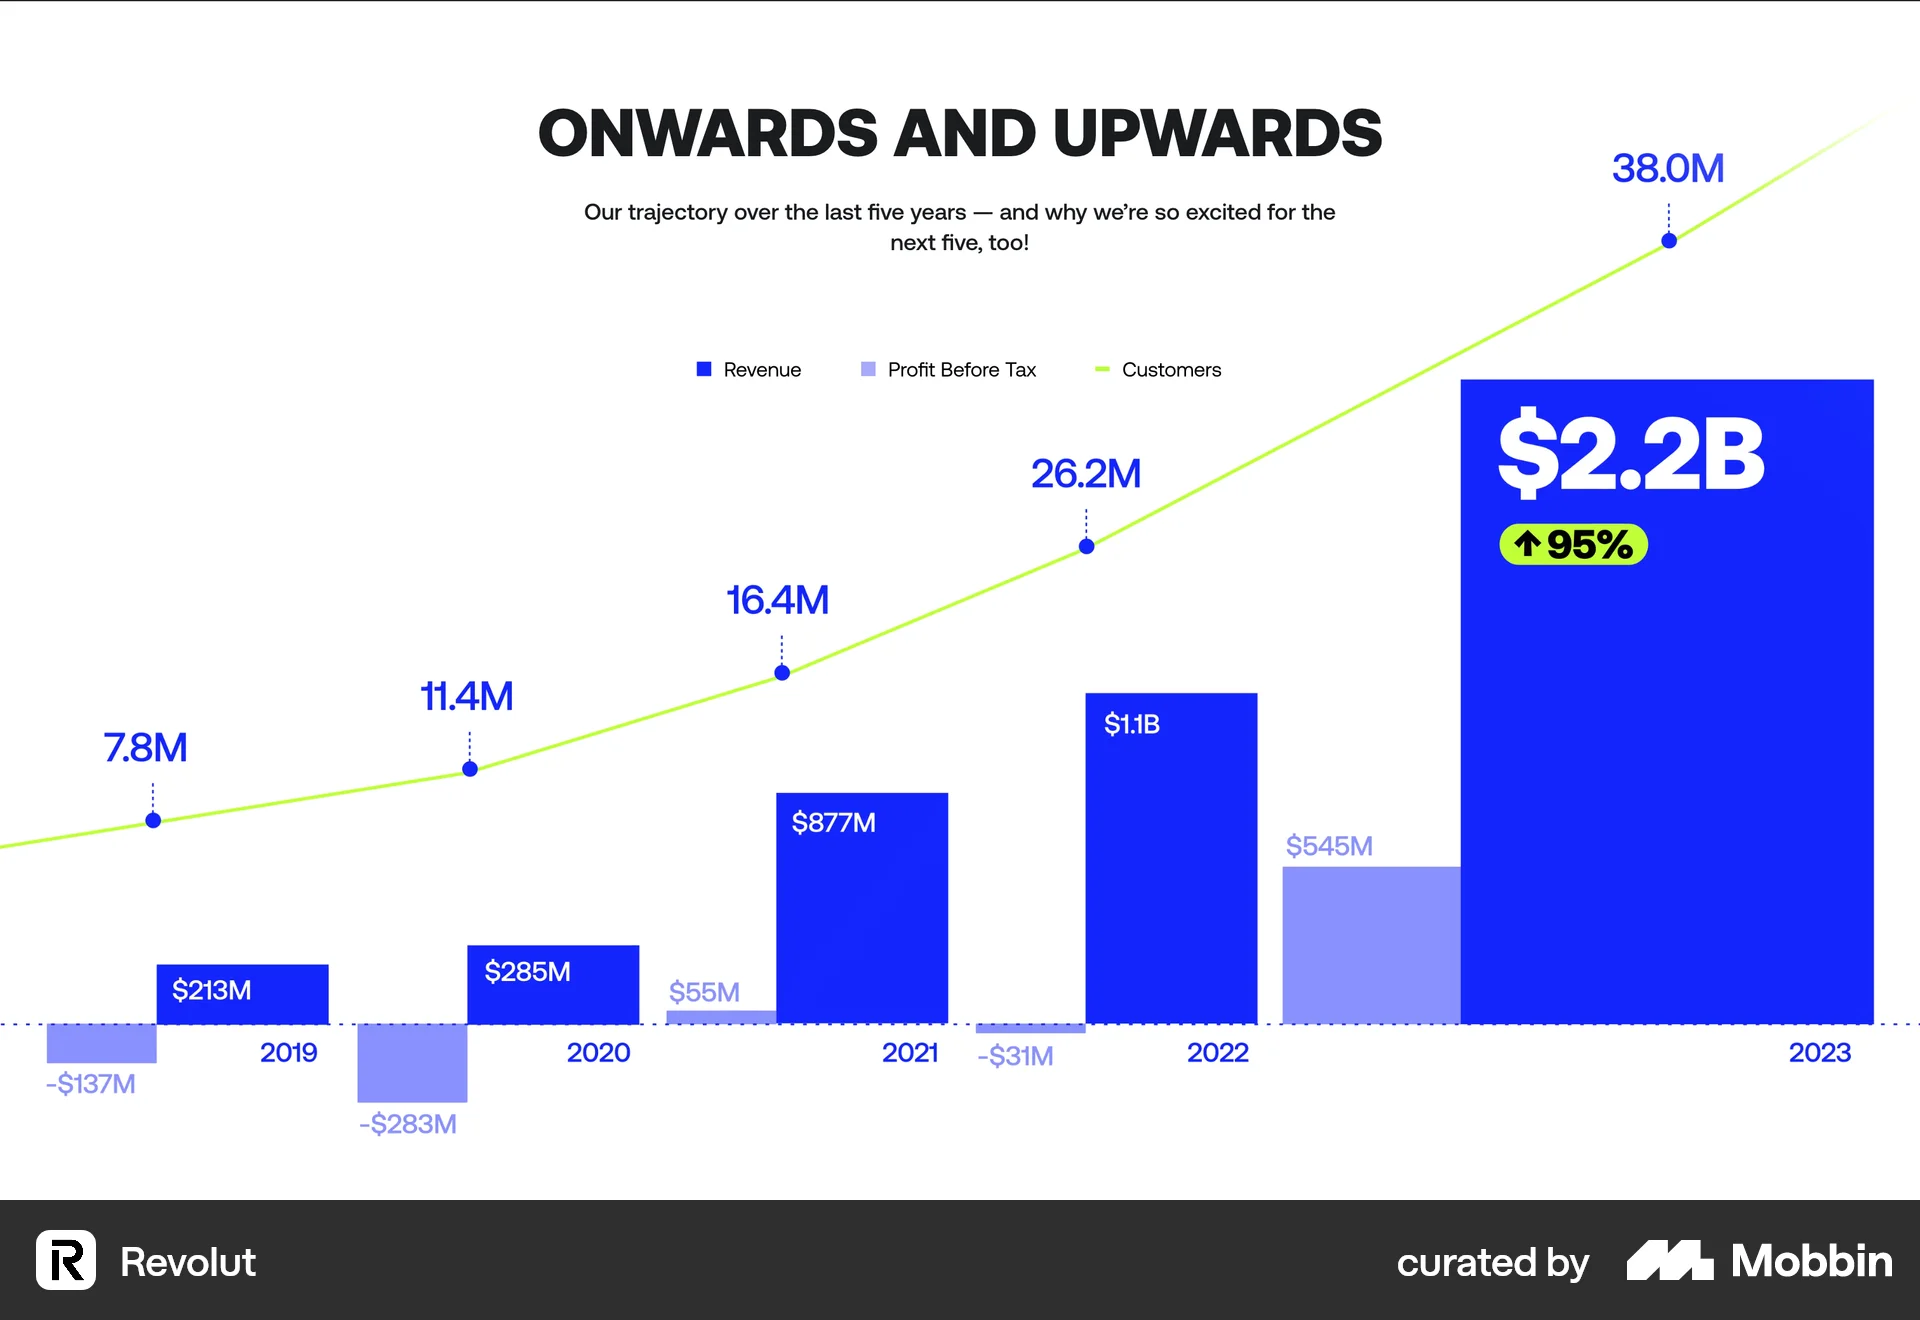 ONWARDS AND UPWARDS
Our trajectory over the last five years — and why we're so excited for the
next five, too!
Revenue
Profit Before Tax
Customers
7.8M
11.4M
16.4M
26.2M
38.0M
-$137M
$213M
2019
-$283M
$285M
2020
$55M
$877M
2021
-$31M
$1.1B
2022
$545M
$2.2B
↑95%
2023
Revolut
curated by Mobbin